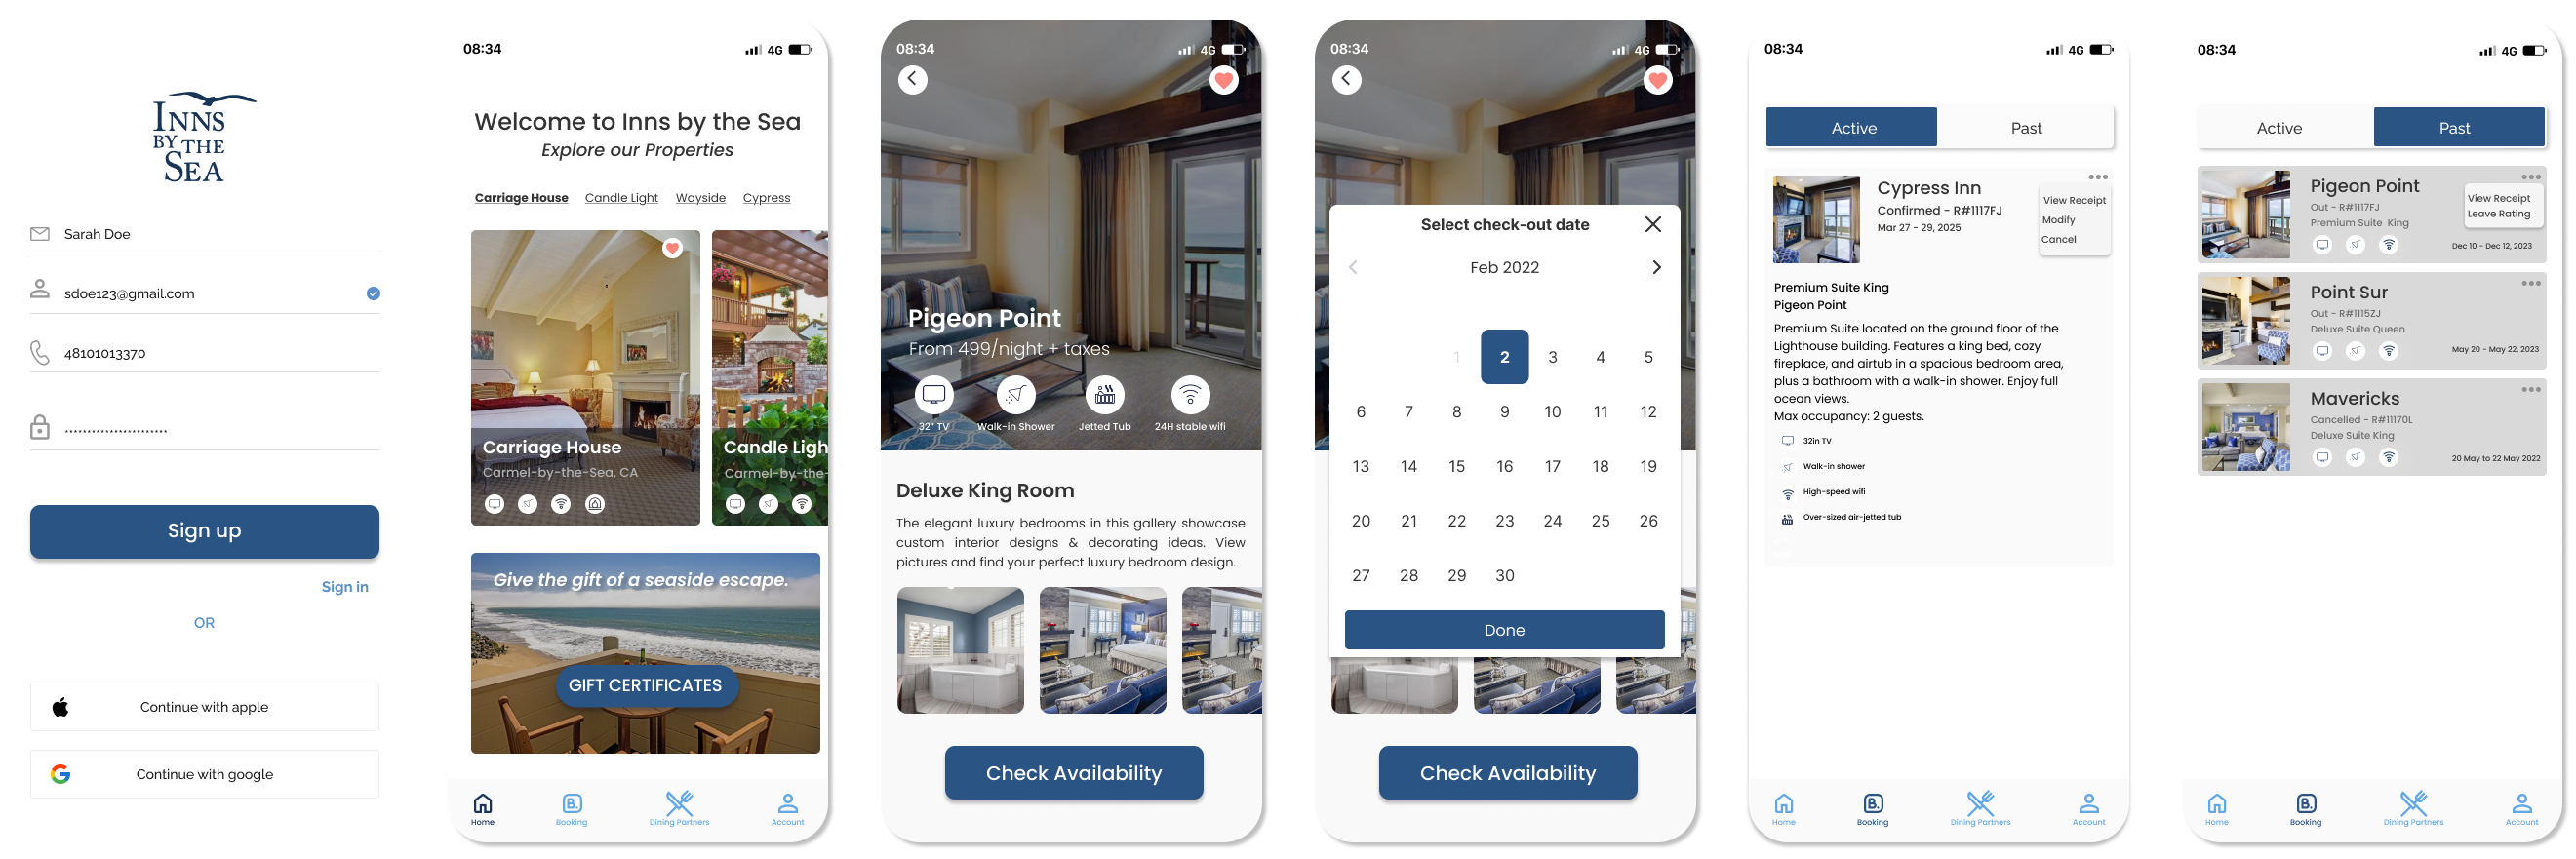 INNS
BY THE
SEA
Sarah Doe
sdoe123@gmail.com
48101013370
Sign up
Sign in
OR
Continue with apple
Continue with google
08:34
4G
Welcome to Inns by the Sea
Explore our Properties
Carriage House Candle Light Wayside Cypress
Carriage House
Carmel-by-the-Sea, CA
Candle Ligh
Carmel-by-the-
Give the gift of a seaside escape.
GIFT CERTIFICATES
Home Booking Dining Partners Account
08:34
4G
Pigeon Point
From 499/night + taxes
32" TV Walk-in Shower Jetted Tub 24H stable wifi
Deluxe King Room
The elegant luxury bedrooms in this gallery showcase
custom interior designs & decorating ideas. View
pictures and find your perfect luxury bedroom design.
Check Availability
08:34
4G
Select check-out date
Feb 2022
1 2 3 4 5
6 7 8 9 10 11 12
13 14 15 16 17 18 19
20 21 22 23 24 25 26
27 28 29 30
Done
Check Availability
08:34
4G
Active Past
Cypress Inn
Confirmed - R#1117FJ
Mar 27 - 29, 2025
View Receipt
Modify
Cancel
Premium Suite King
Pigeon Point
Premium Suite located on the ground floor of the
Lighthouse building. Features a king bed, cozy
fireplace, and airtub in a spacious bedroom area,
plus a bathroom with a walk-in shower. Enjoy full
ocean views.
Max occupancy: 2 guests.
32in TV
Walk-in shower
High-speed wifi
Over-sized air-jetted tub
Home Booking Dining Partners Account
08:34
4G
Active Past
Pigeon Point
Out - R#1117FJ
Premium Suite King
View Receipt
Leave Rating
Dec 10 - Dec 12, 2023
Point Sur
Out - R#1115ZJ
Deluxe Suite Queen
May 20 - May 22, 2023
Mavericks
Cancelled - R#11170L
Deluxe Suite King
20 May to 22 May 2022
Home Booking Dining Partners Account